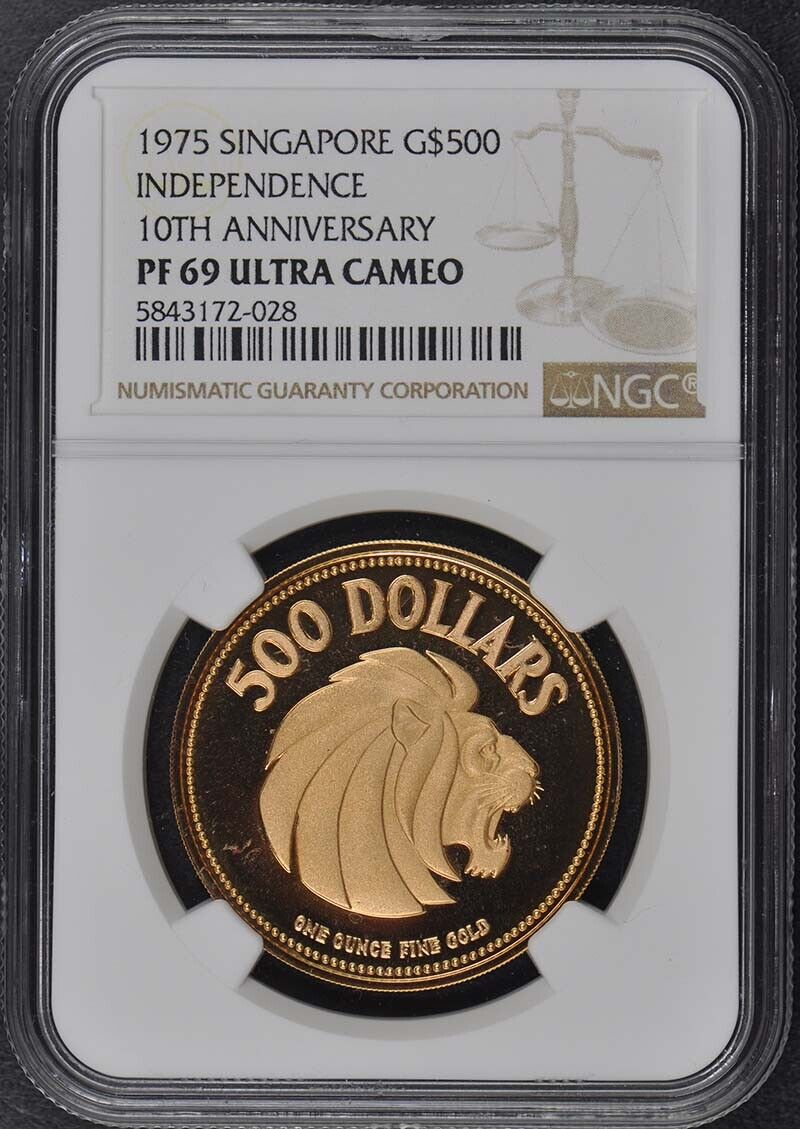 1975 SINGAPORE G$500
INDEPENDENCE
10TH ANNIVERSARY
PF 69 ULTRA CAMEO
5843172-028
NUMISMATIC GUARANTY CORPORATION
NGC®
500 DOLLARS
ONE OUNCE FINE GOLD